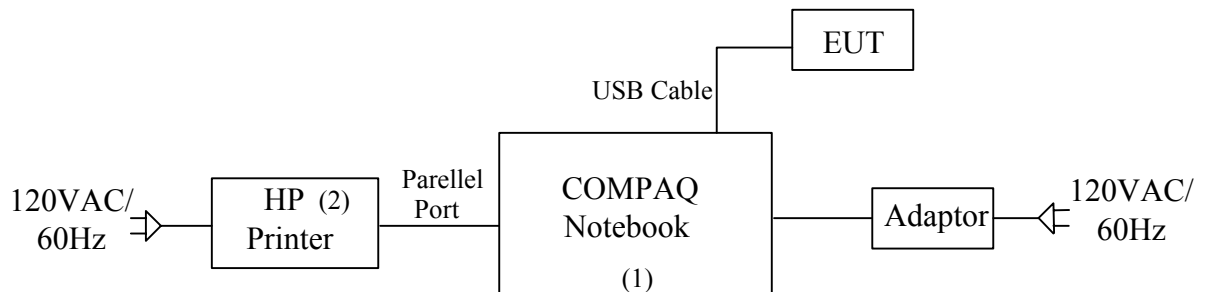 EUT
USB Cable
120VAC/
60Hz
HP (2)
Printer
Parellel
Port
COMPAQ
Notebook
(1)
Adaptor
120VAC/
60Hz